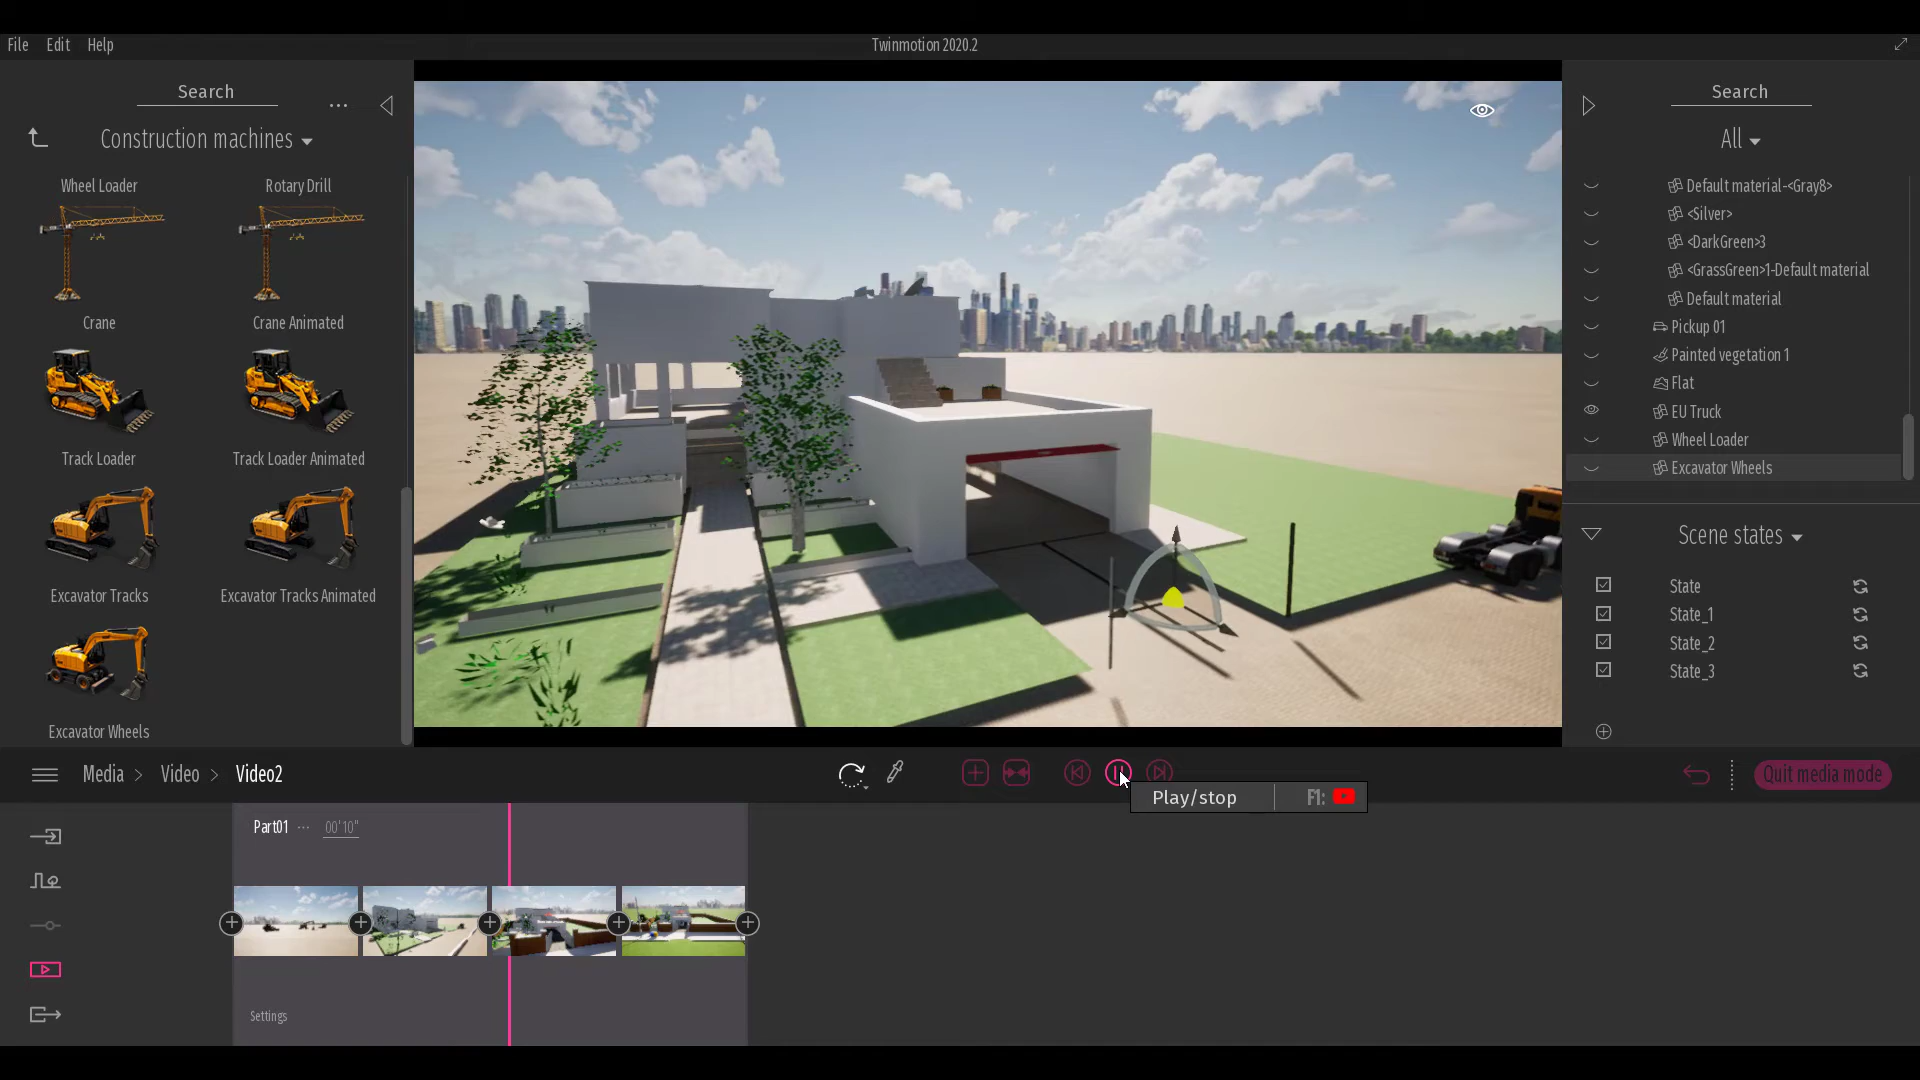 File Edit Help
Twinmotion 2020.2
Search
...
Construction machines
Wheel Loader
Rotary Drill
Crane
Crane Animated
Track Loader
Track Loader Animated
Excavator Tracks
Excavator Tracks Animated
Excavator Wheels
Search
All
Default material-<Gray8>
<Silver>
<DarkGreen>3
<GrassGreen>1-Default material
Default material
Pickup 01
Painted vegetation 1
Flat
EU Truck
Wheel Loader
Excavator Wheels
Scene states
State
State_1
State_2
State_3
Media > Video > Video2
Play/stop F1:
Quit media mode
Part01 ... 00'10"
Settings